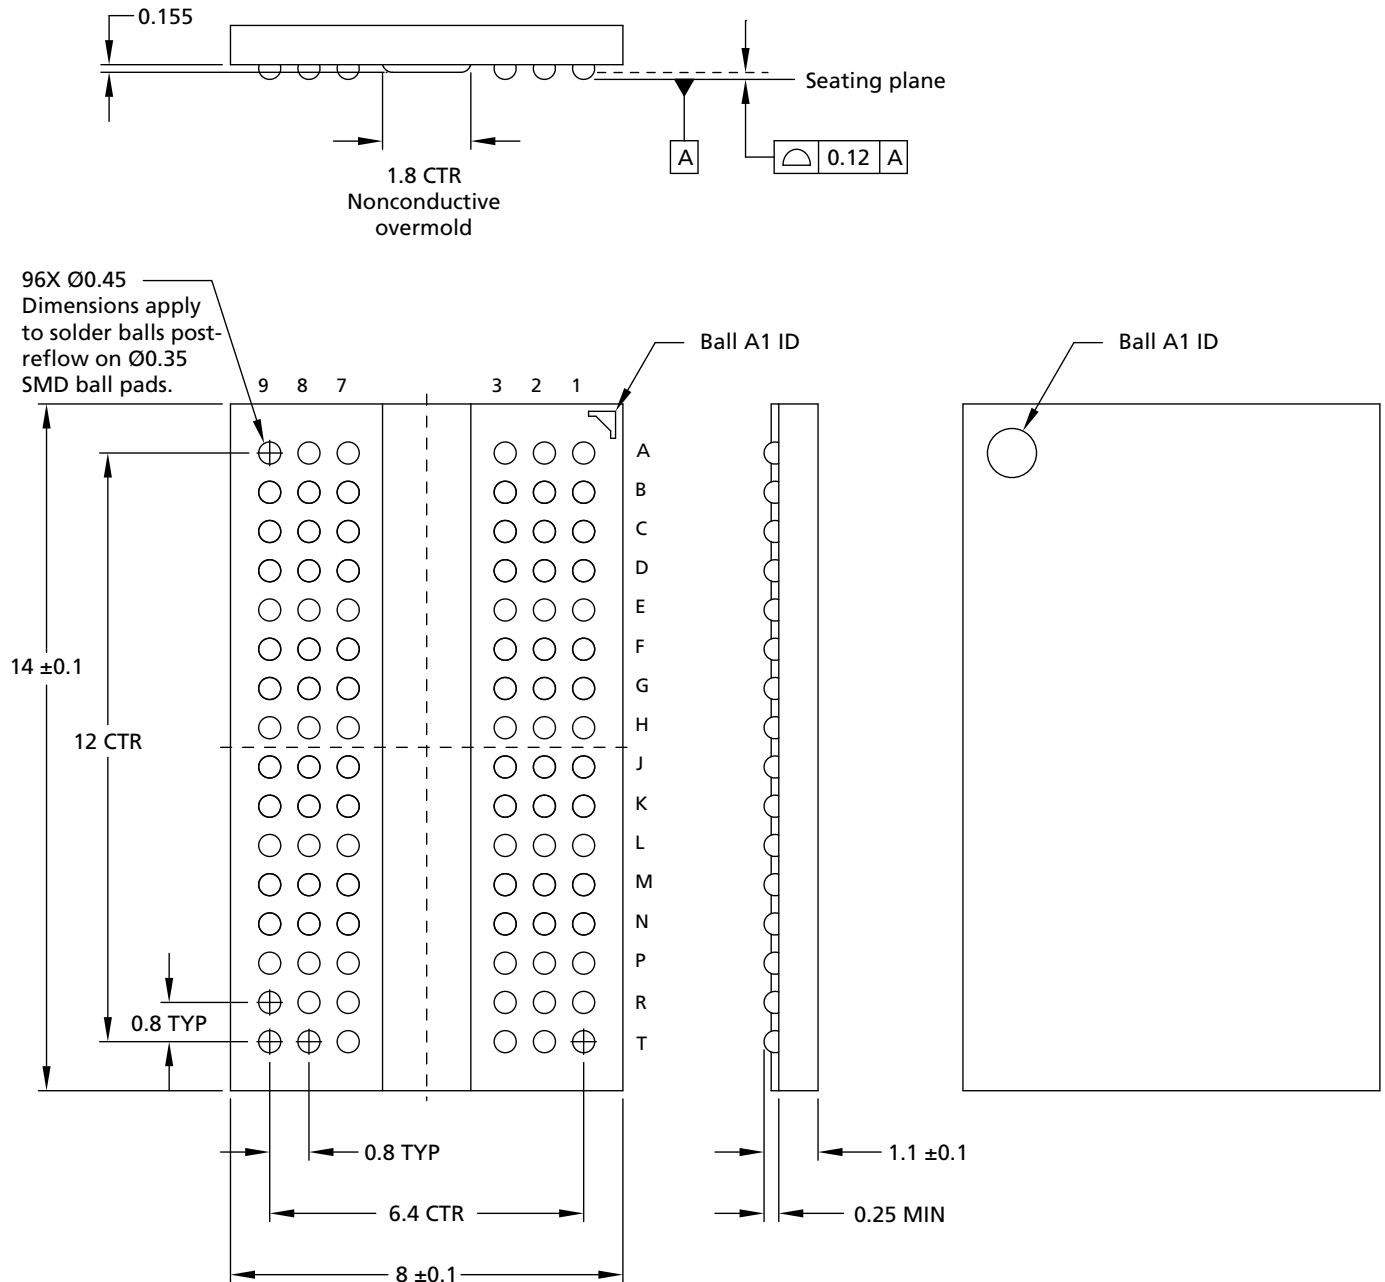 0.155
Seating plane
A
0.12 A
1.8 CTR
Nonconductive
overmold
96X Ø0.45
Dimensions apply
to solder balls post-
reflow on Ø0.35
SMD ball pads.
Ball A1 ID
Ball A1 ID
9 8 7 3 2 1
A
B
C
D
E
F
G
H
J
K
L
M
N
P
R
T
14 ±0.1
12 CTR
0.8 TYP
0.8 TYP
1.1 ±0.1
6.4 CTR
0.25 MIN
8 ±0.1